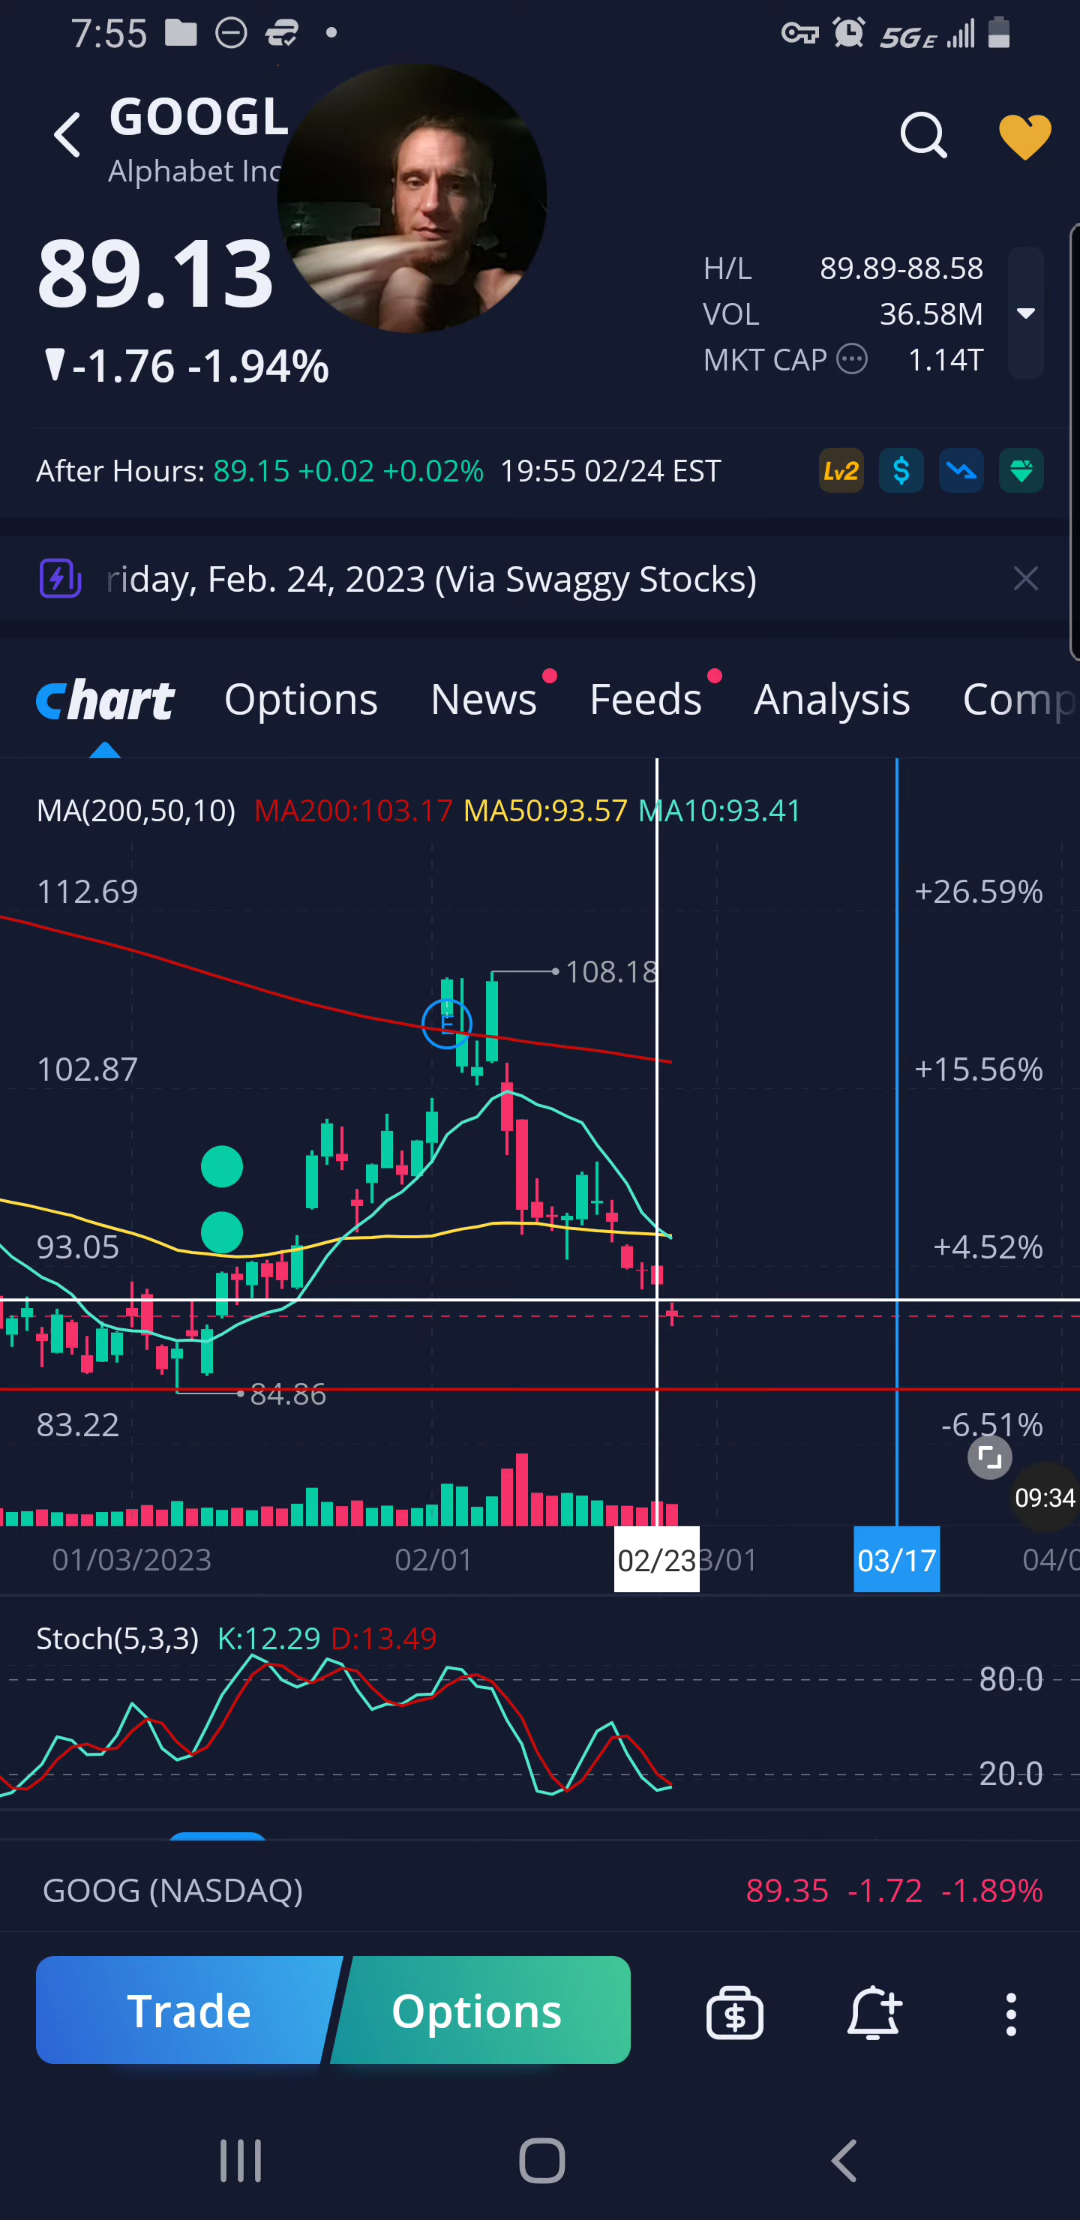 7:55
5GE
GOOGL
Alphabet Inc
89.13
-1.76 -1.94%
H/L 89.89-88.58
VOL 36.58M
MKT CAP 1.14T
After Hours: 89.15 +0.02 +0.02% 19:55 02/24 EST
Lv2 $
riday, Feb. 24, 2023 (Via Swaggy Stocks)
Chart Options News Feeds Analysis Comp
MA(200,50,10) MA200:103.17 MA50:93.57 MA10:93.41
112.69 +26.59%
108.18
E
102.87 +15.56%
93.05 +4.52%
84.86
83.22 -6.51%
09:34
01/03/2023 02/01 02/23 3/01 03/17 04/0
Stoch(5,3,3) K:12.29 D:13.49
80.0
20.0
GOOG (NASDAQ) 89.35 -1.72 -1.89%
Trade Options $